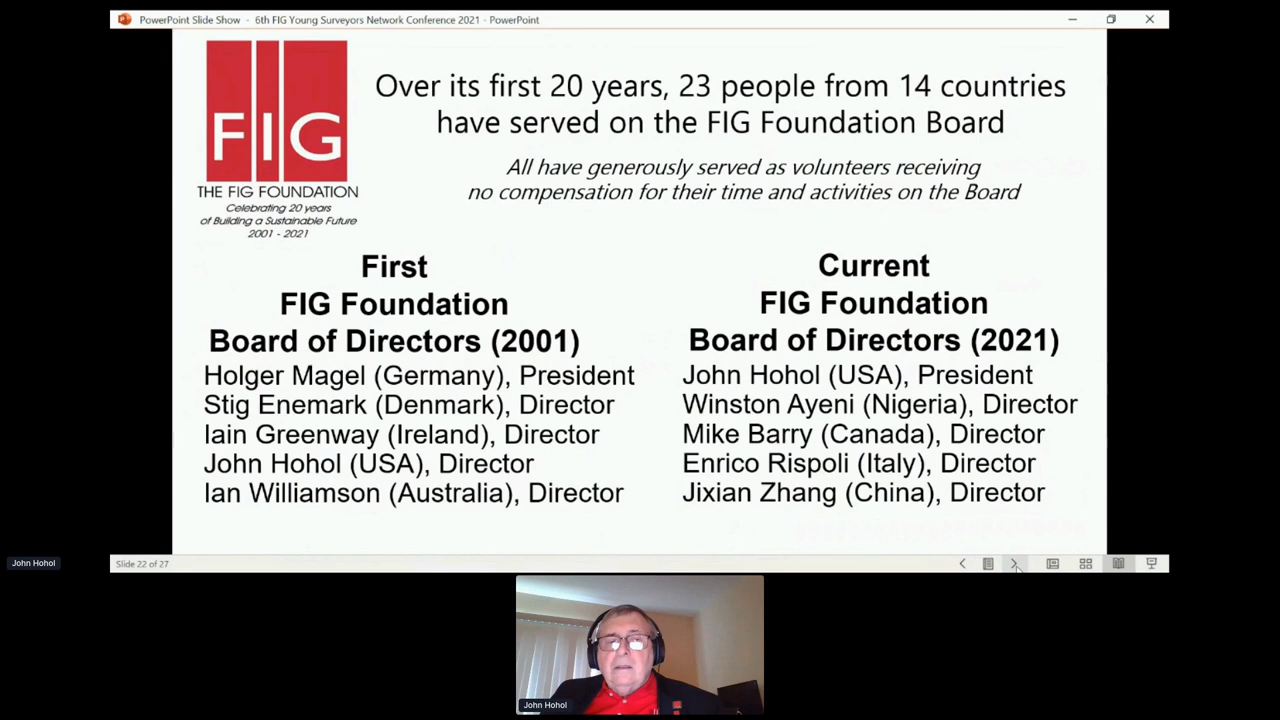 PowerPoint Slide Show - 6th FIG Young Surveyors Network Conference 2021 - PowerPoint
FIG
THE FIG FOUNDATION
Celebrating 20 years
of Building a Sustainable Future
2001 - 2021
Over its first 20 years, 23 people from 14 countries
have served on the FIG Foundation Board
All have generously served as volunteers receiving
no compensation for their time and activities on the Board
First
FIG Foundation
Board of Directors (2001)
Holger Magel (Germany), President
Stig Enemark (Denmark), Director
Iain Greenway (Ireland), Director
John Hohol (USA), Director
Ian Williamson (Australia), Director
Current
FIG Foundation
Board of Directors (2021)
John Hohol (USA), President
Winston Ayeni (Nigeria), Director
Mike Barry (Canada), Director
Enrico Rispoli (Italy), Director
Jixian Zhang (China), Director
John Hohol
Slide 22 of 27
John Hohol